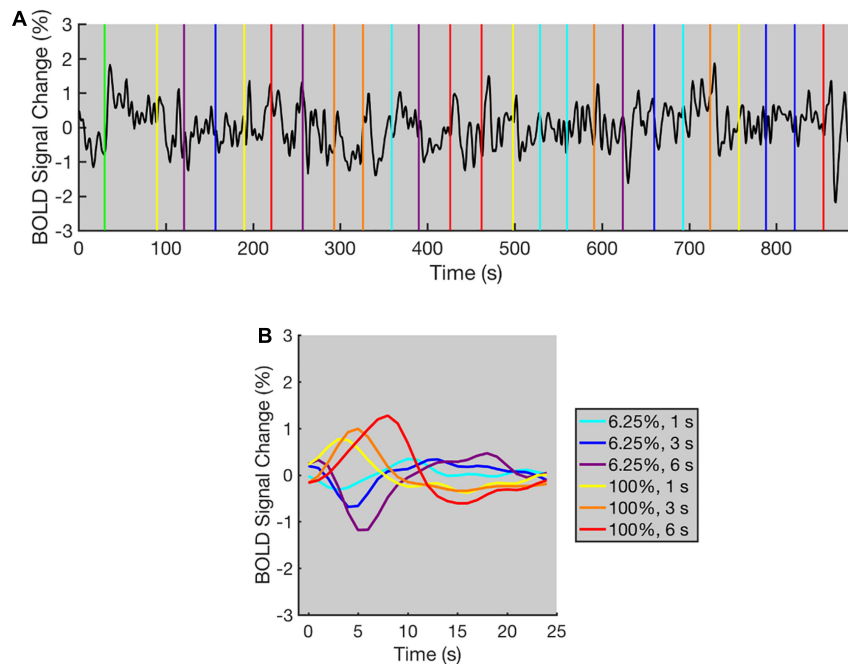 A
BOLD Signal Change (%)
3
2
1
0
-1
-2
-3
0 100 200 300 400 500 600 700 800
Time (s)
B
BOLD Signal Change (%)
3
2
1
0
-1
-2
-3
0 5 10 15 20 25
Time (s)
6.25%, 1 s
6.25%, 3 s
6.25%, 6 s
100%, 1 s
100%, 3 s
100%, 6 s